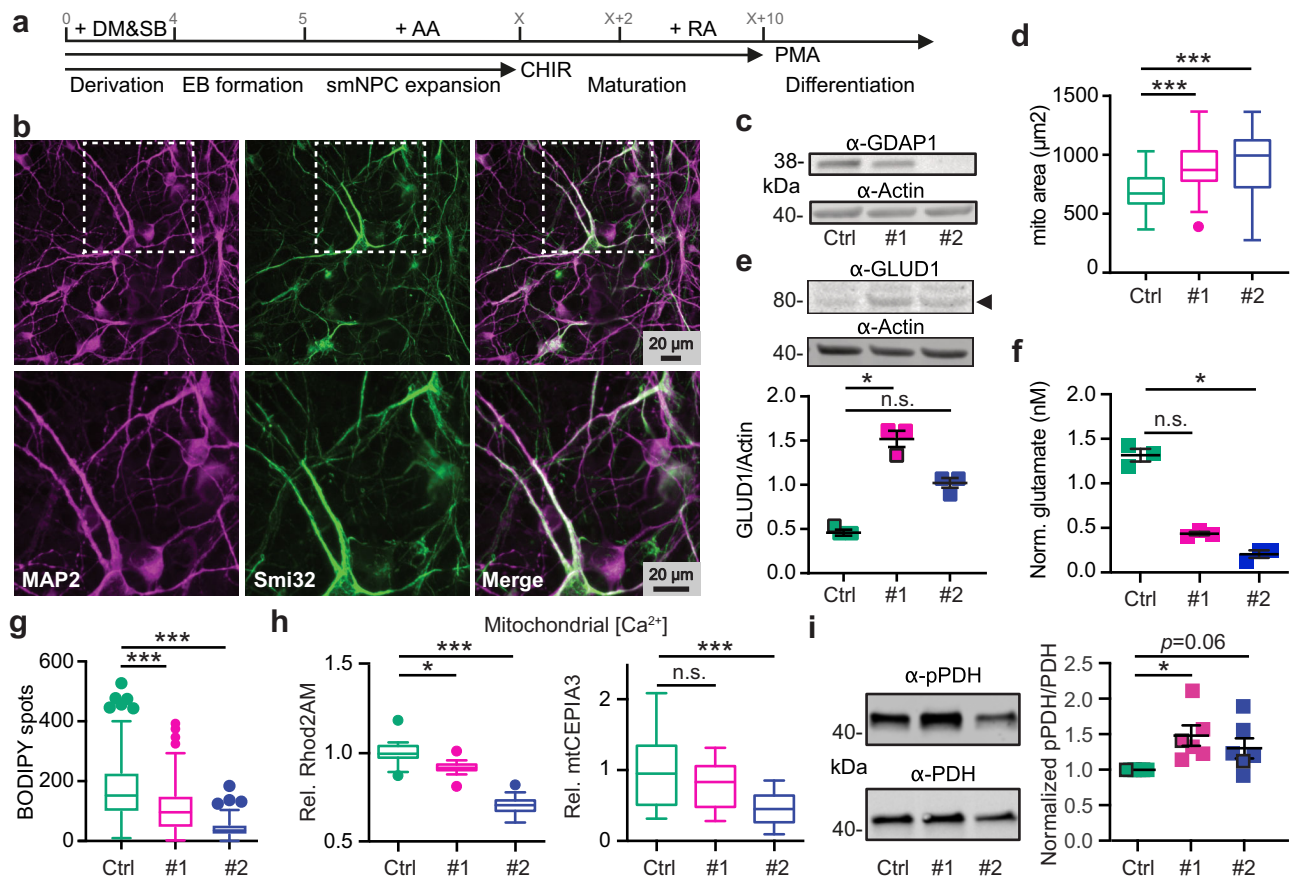 a
0 4 5 X X+2 X+10
+ DM&SB + AA + RA
CHIR PMA
Derivation EB formation smNPC expansion Maturation Differentiation
b
20 µm
MAP2 Smi32 Merge
20 µm
c
α-GDAP1
38-
kDa
α-Actin
40-
Ctrl #1 #2
d
***
***
mito area (µm2)
1500
1000
500
0
Ctrl #1 #2
e
α-GLUD1
80-
α-Actin
40-
*
n.s.
GLUD1/Actin
2.0
1.5
1.0
0.5
0.0
Ctrl #1 #2
f
*
n.s.
Norm. glutamate (nM)
2.0
1.5
1.0
0.5
0.0
Ctrl #1 #2
g
***
***
BODIPY spots
600
400
200
0
Ctrl #1 #2
h
Mitochondrial [Ca²⁺]
***
*
Rel. Rhod2AM
1.5
1.0
0.5
Ctrl #1 #2
***
n.s.
Rel. mtCEPIA3
3
2
1
0
Ctrl #1 #2
i
α-pPDH
40-
kDa
α-PDH
40-
Ctrl #1 #2
p=0.06
*
Normalized pPDH/PDH
2.5
2.0
1.5
1.0
0.5
0.0
Ctrl #1 #2